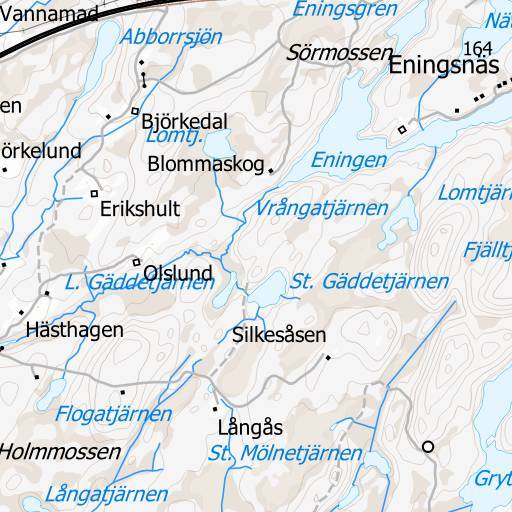 Vannamad
Eningsgren
Abborrsjön
Sörmossen
164
Eningsnäs
Björkedal
Lomtj.
Blommaskog
Eningen
Erikshult
Vrångatjärnen
Olslund
L. Gäddetjärnen
St. Gäddetjärnen
Hästhagen
Silkesåsen
Flogatjärnen
Långås
Holmmossen
St. Mölnetjärnen
Långatjärnen